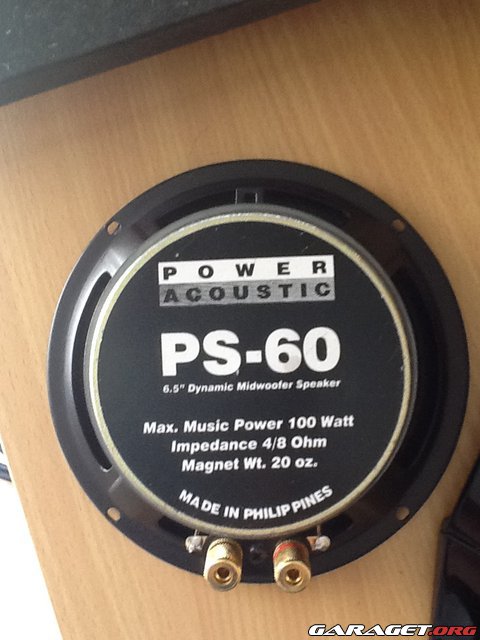 POWER
ACOUSTIC
PS-60
6.5" Dynamic Midwoofer Speaker
Max. Music Power 100 Watt
Impedance 4/8 Ohm
Magnet Wt. 20 oz.
MADE IN PHILIPPINES
GARAGET.ORG